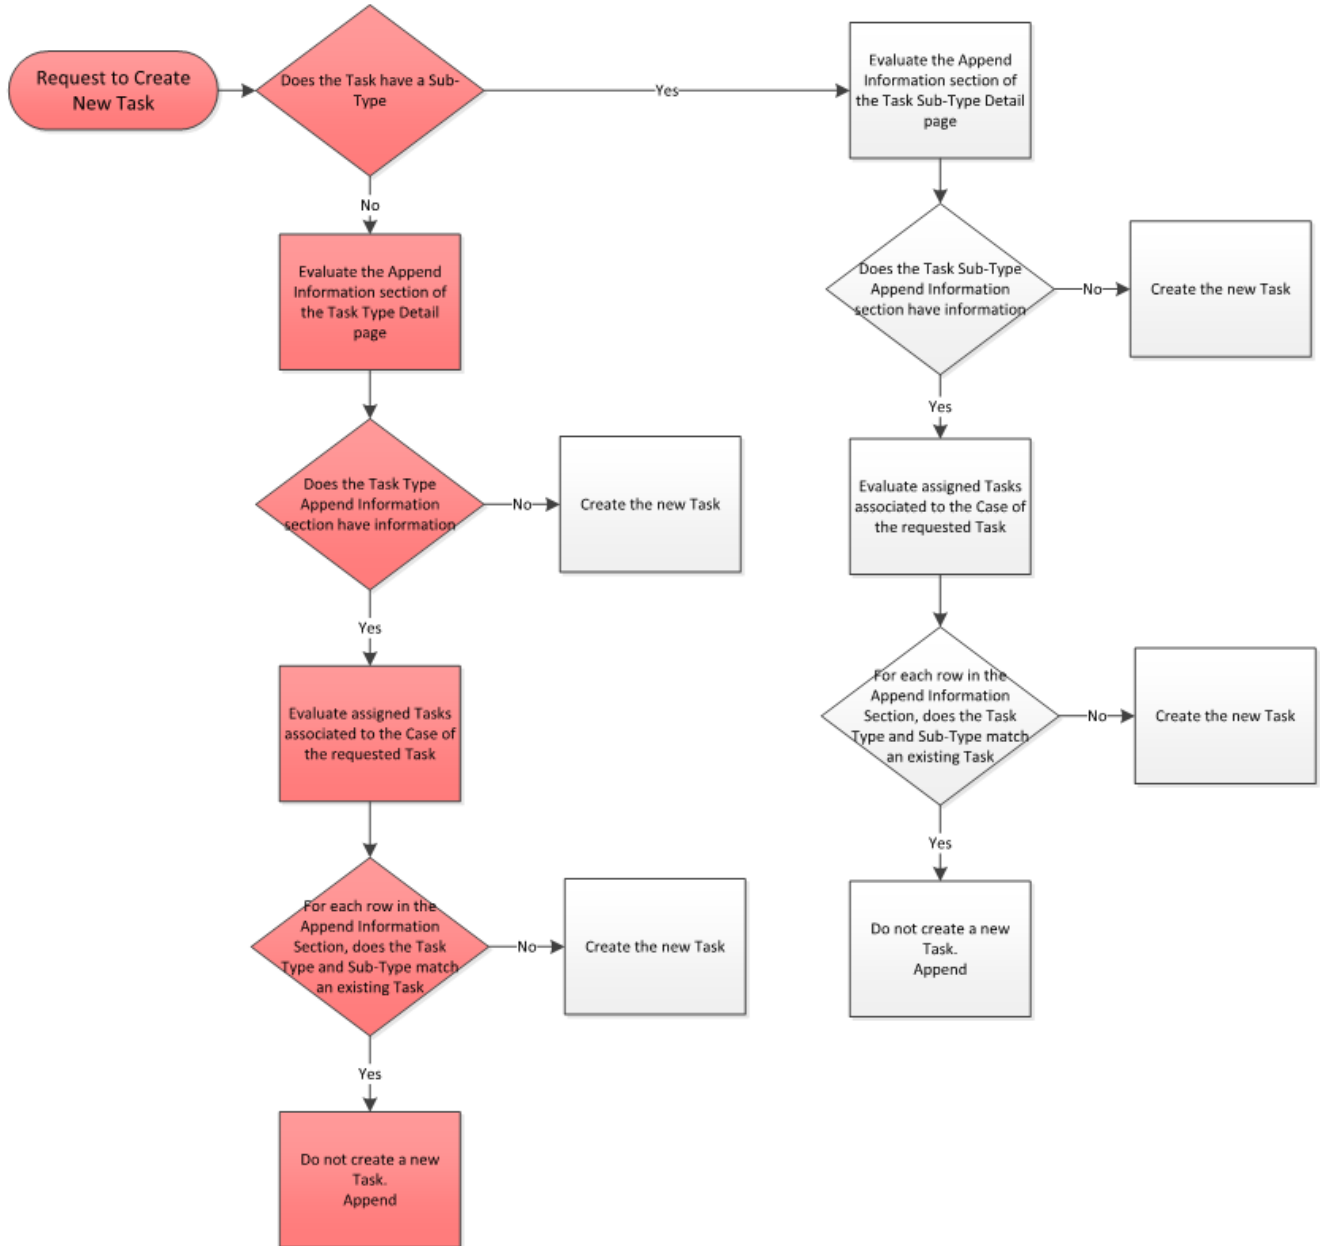 Request to Create
New Task
Does the Task have a Sub-
Type
Yes
Evaluate the Append
Information section of
the Task Sub-Type Detail
page
No
Evaluate the Append
Information section of
the Task Type Detail
page
Does the Task Sub-Type
Append Information
section have information
No
Create the new Task
Yes
Does the Task Type
Append Information
section have information
No
Create the new Task
Evaluate assigned Tasks
associated to the Case of
the requested Task
Yes
Evaluate assigned Tasks
associated to the Case of
the requested Task
For each row in the
Append Information
Section, does the Task
Type and Sub-Type match
an existing Task
No
Create the new Task
Yes
For each row in the
Append Information
Section, does the Task
Type and Sub-Type match
an existing Task
No
Create the new Task
Do not create a new
Task.
Append
Yes
Do not create a new
Task.
Append